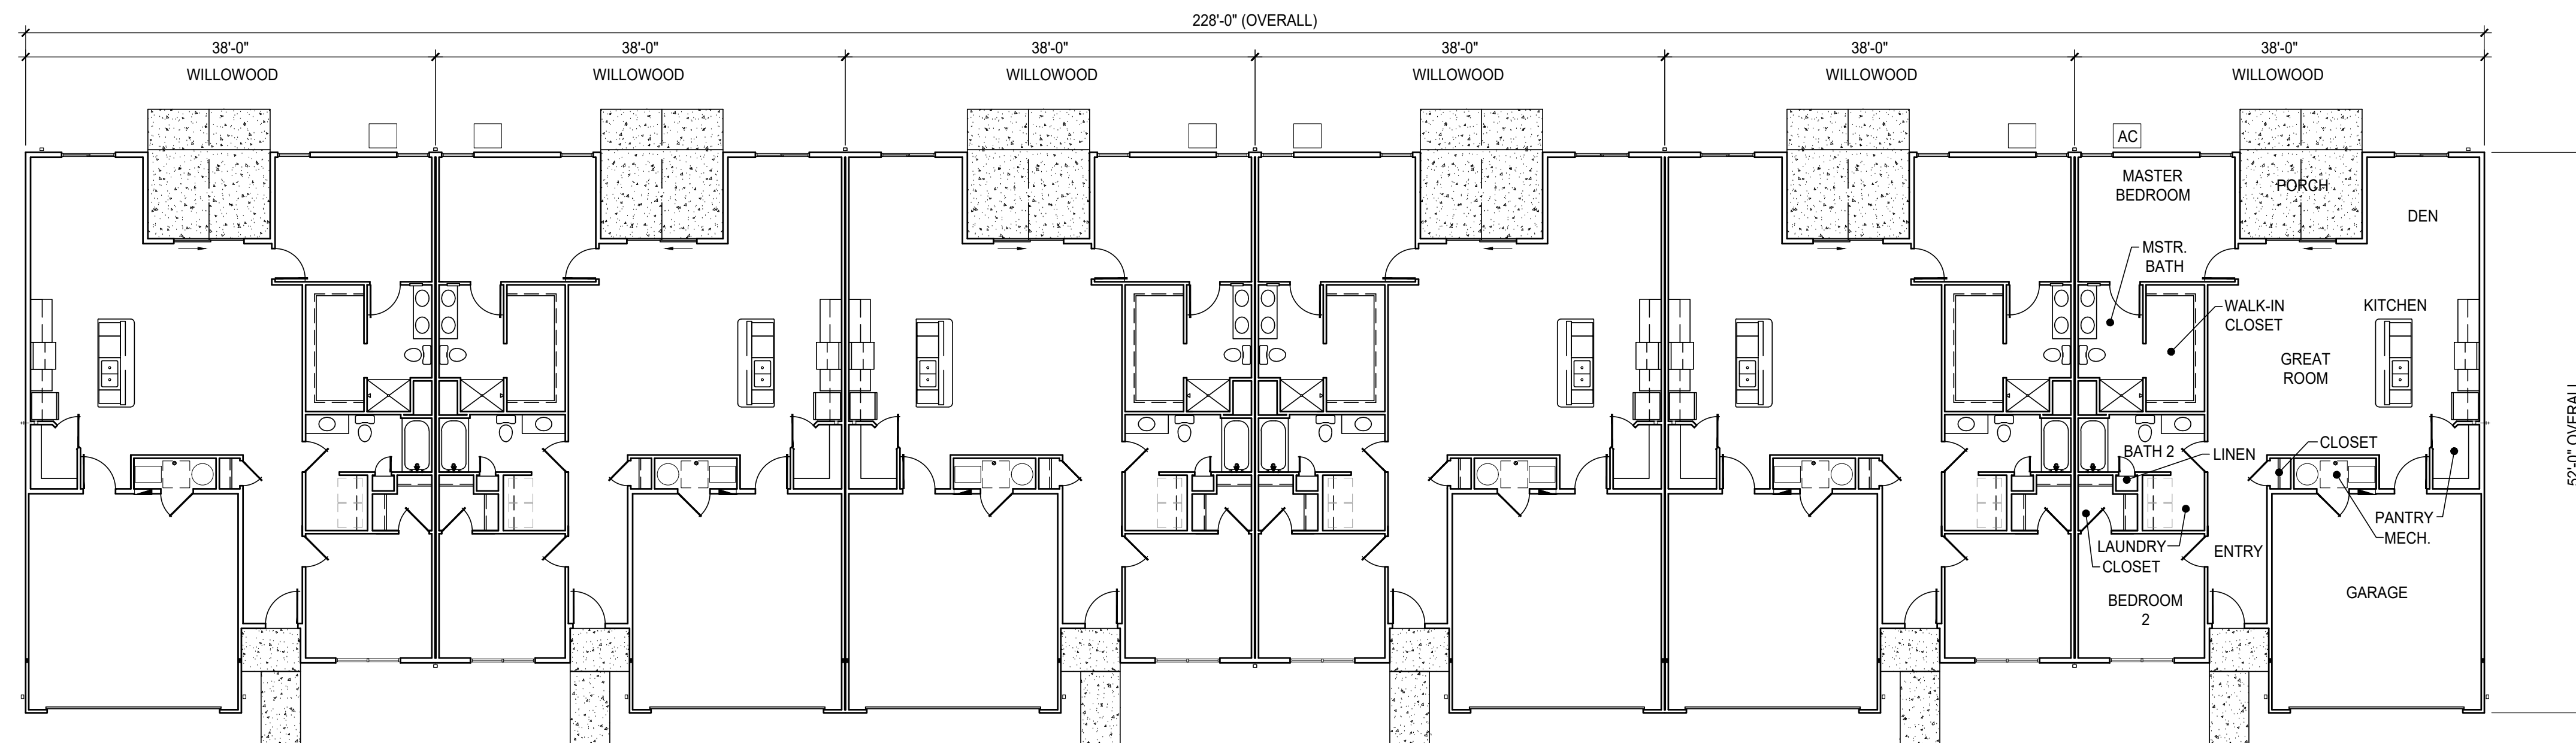 228'-0" (OVERALL)
38'-0" 38'-0" 38'-0" 38'-0" 38'-0" 38'-0"
WILLOWOOD WILLOWOOD WILLOWOOD WILLOWOOD WILLOWOOD WILLOWOOD
AC
MASTER
BEDROOM
PORCH
DEN
MSTR.
BATH
WALK-IN
CLOSET
KITCHEN
GREAT
ROOM
BATH 2
LINEN
CLOSET
PANTRY
MECH.
LAUNDRY
CLOSET
ENTRY
BEDROOM
2
GARAGE
52'-0" OVERALL